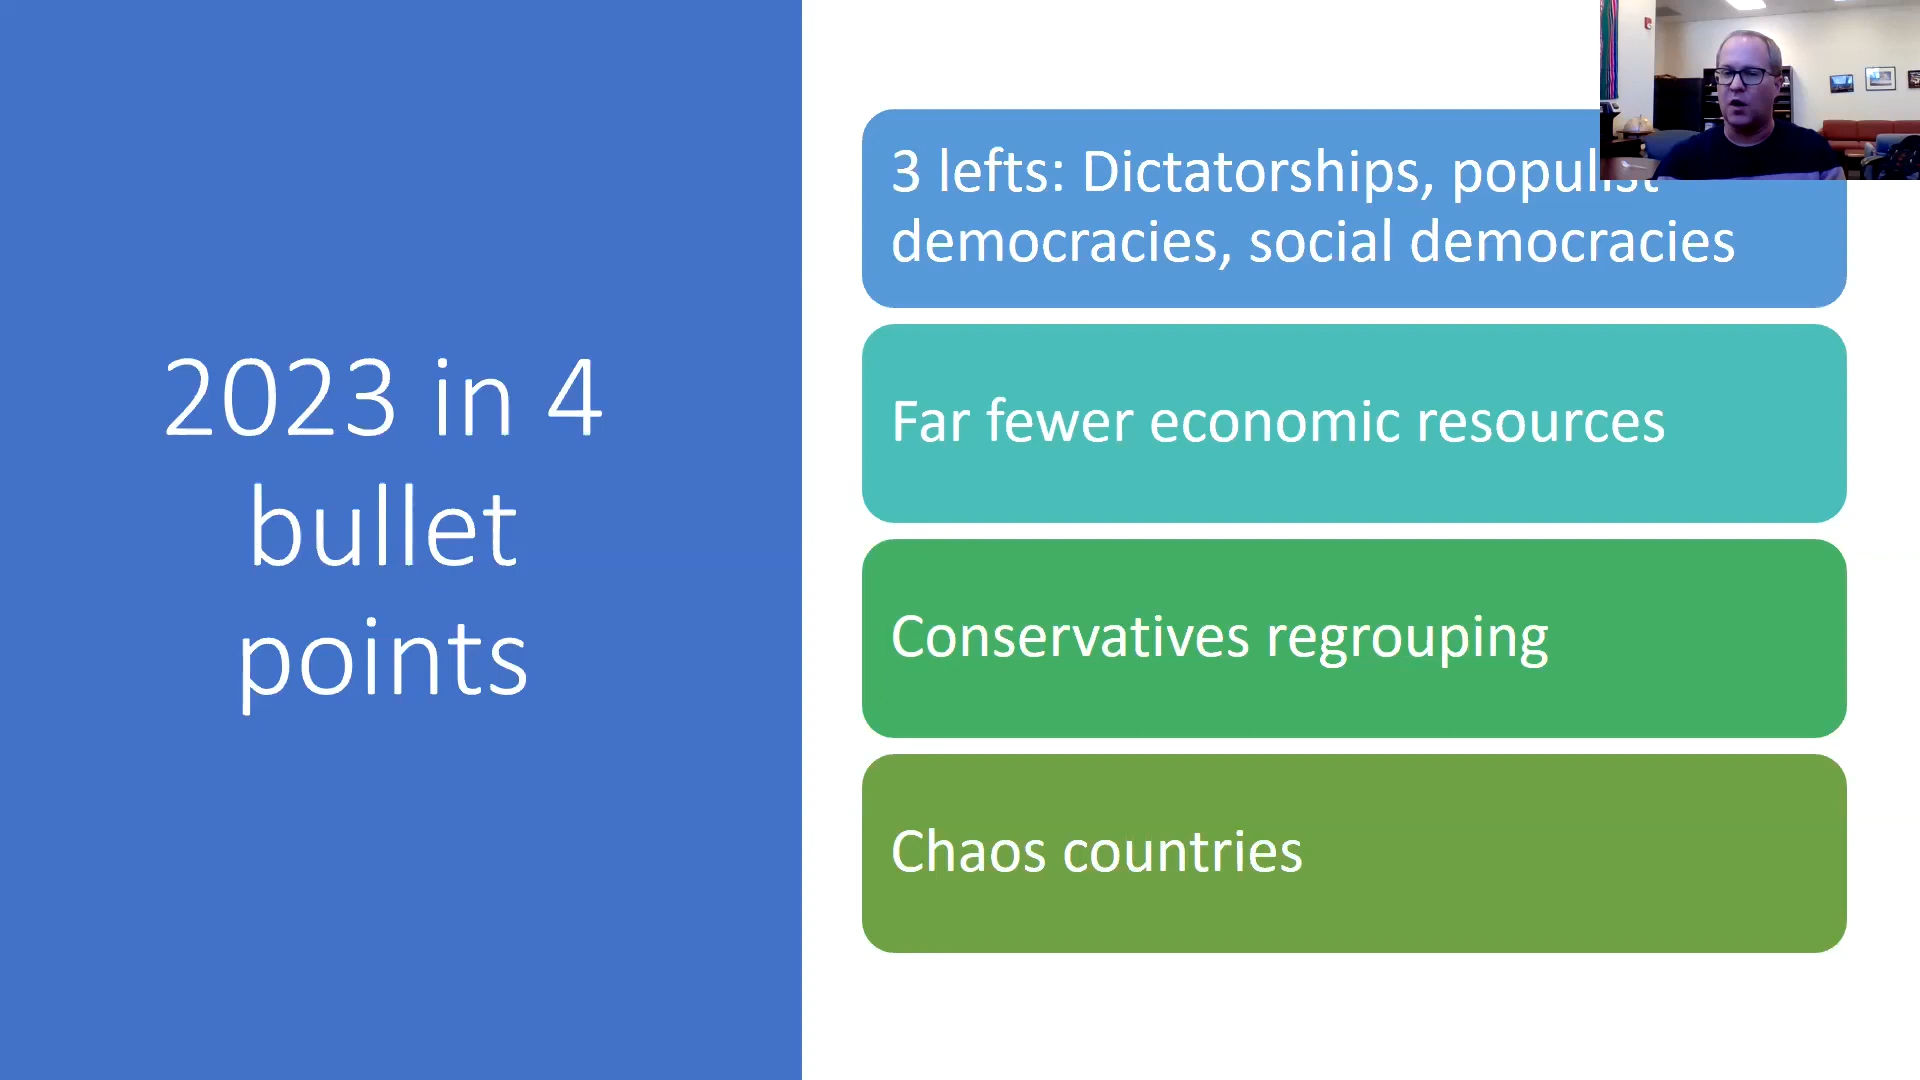 2023 in 4
bullet
points
3 lefts: Dictatorships, populist
democracies, social democracies
Far fewer economic resources
Conservatives regrouping
Chaos countries